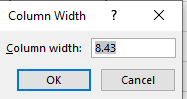 Column Width ? ×
Column width: 8.43
OK Cancel